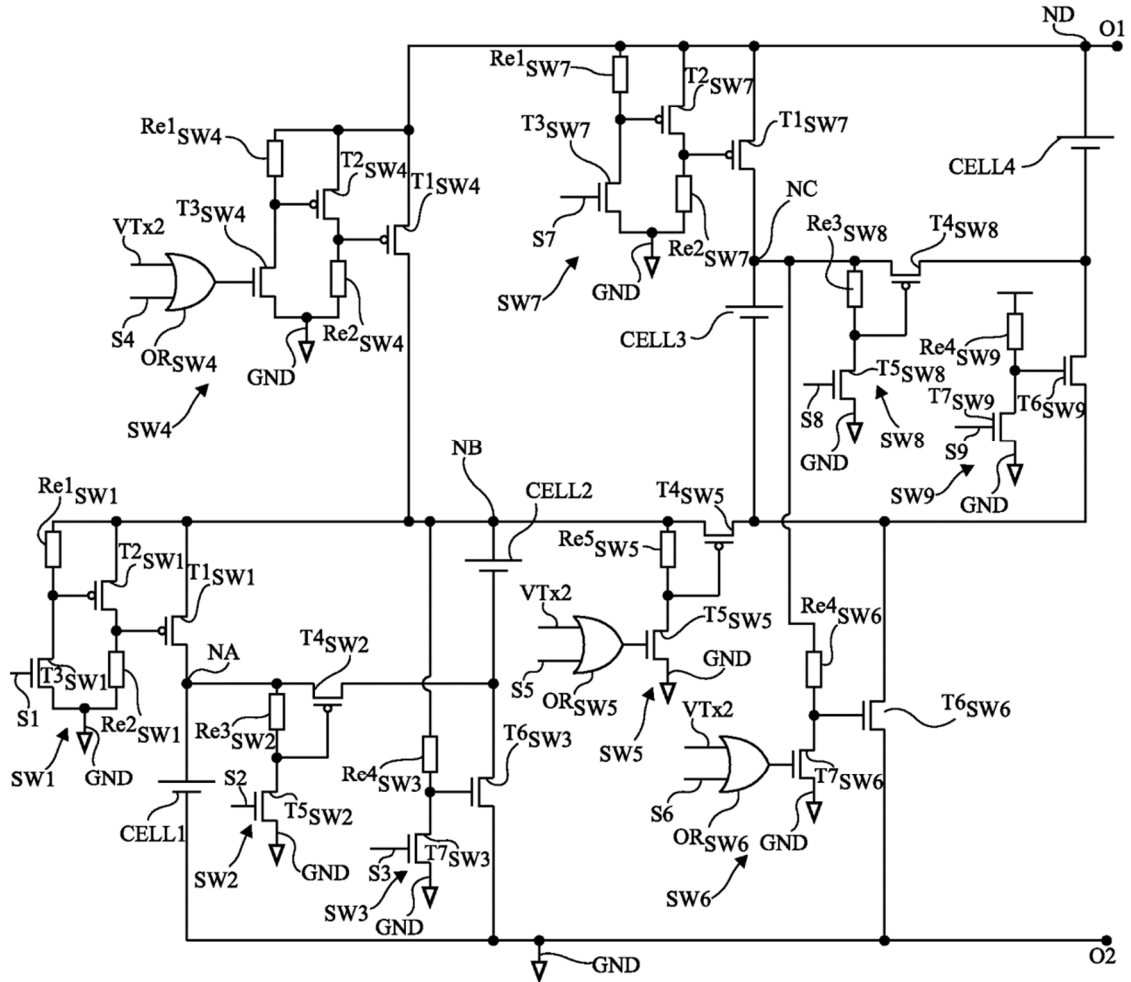 ND
O1
Re1SW7
T2SW7
T3SW7
T1SW7
S7
GND
Re2SW7
SW7
NC
CELL4
Re1SW4
T2SW4
T1SW4
T3SW4
VTx2
S4
ORSW4
GND
Re2SW4
SW4
CELL3
Re3SW8
T4SW8
T5SW8
S8
GND
SW8
Re4SW9
T6SW9
T7SW9
S9
GND
SW9
NB
CELL2
Re1SW1
T2SW1
T1SW1
T3SW1
S1
Re2SW1
SW1
GND
NA
T4SW2
Re3SW2
S2
T5SW2
SW2
GND
CELL1
Re4SW3
T6SW3
T7SW3
S3
SW3
GND
T4SW5
Re5SW5
VTx2
T5SW5
S5
ORSW5
GND
SW5
Re4SW6
VTx2
T6SW6
T7SW6
S6
ORSW6
GND
SW6
GND
O2